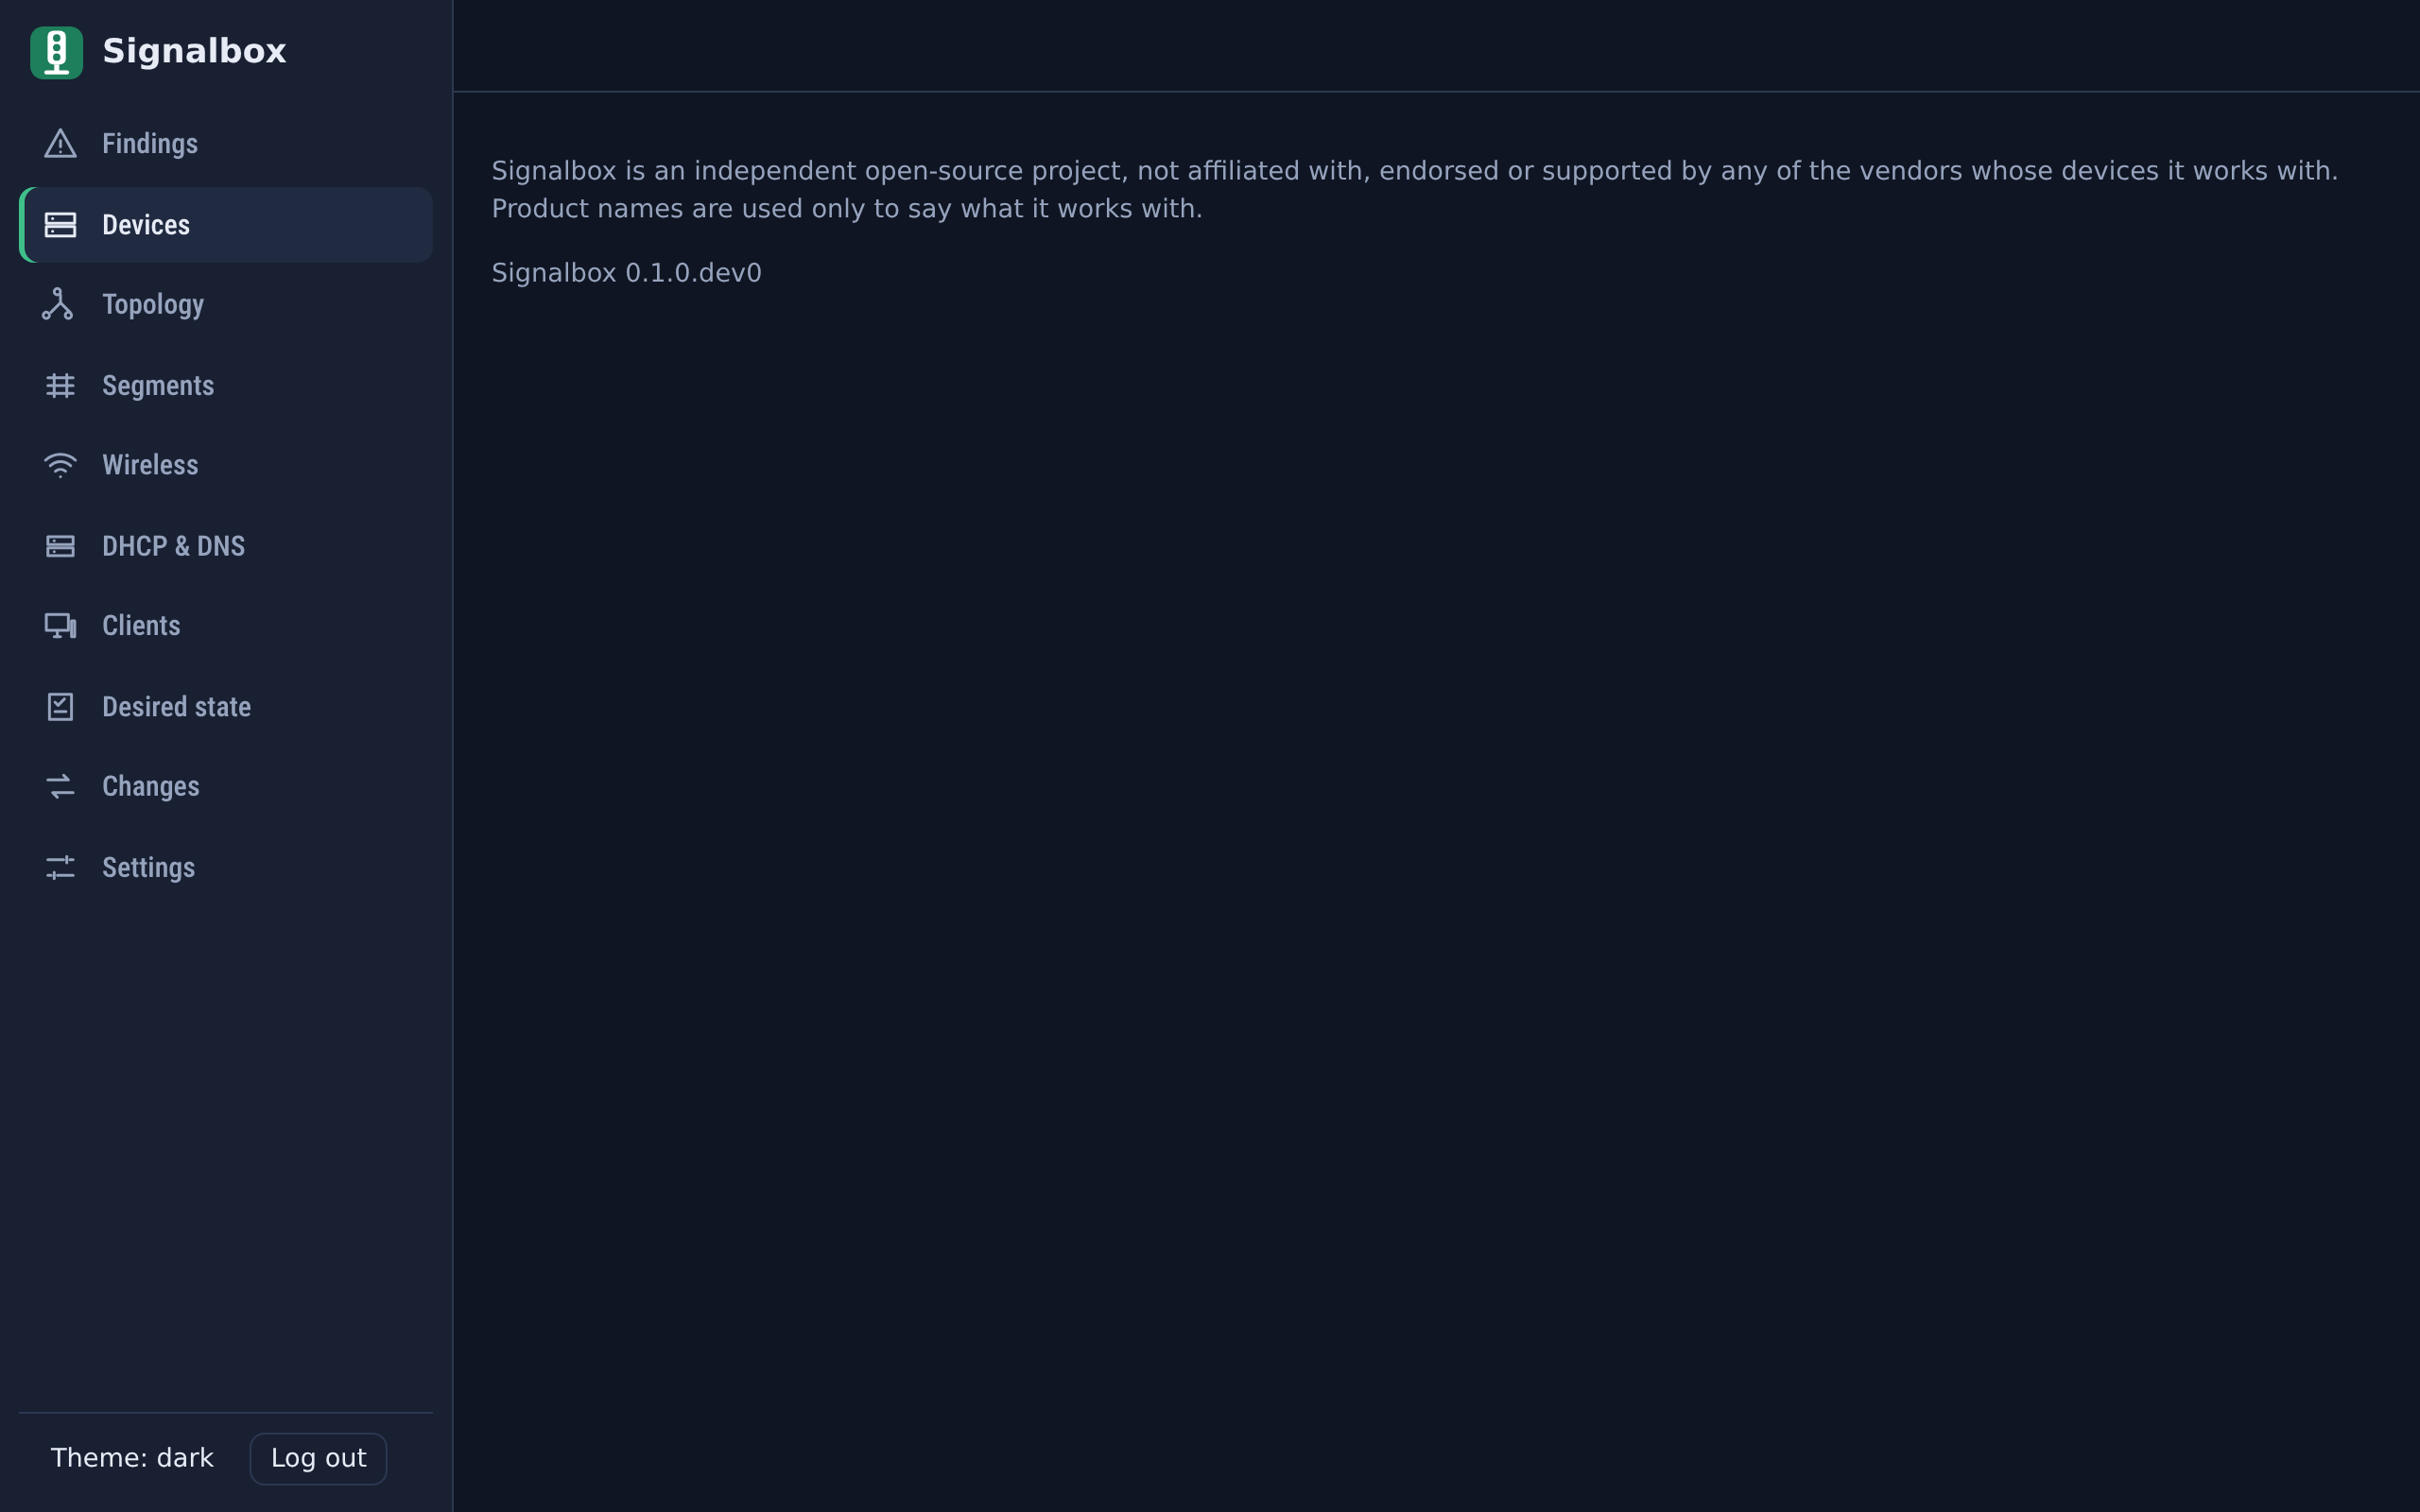 Signalbox
Findings
Devices
Topology
Segments
Wireless
DHCP & DNS
Clients
Desired state
Changes
Settings
Theme: dark
Log out
Signalbox is an independent open-source project, not affiliated with, endorsed or supported by any of the vendors whose devices it works with.
Product names are used only to say what it works with.
Signalbox 0.1.0.dev0